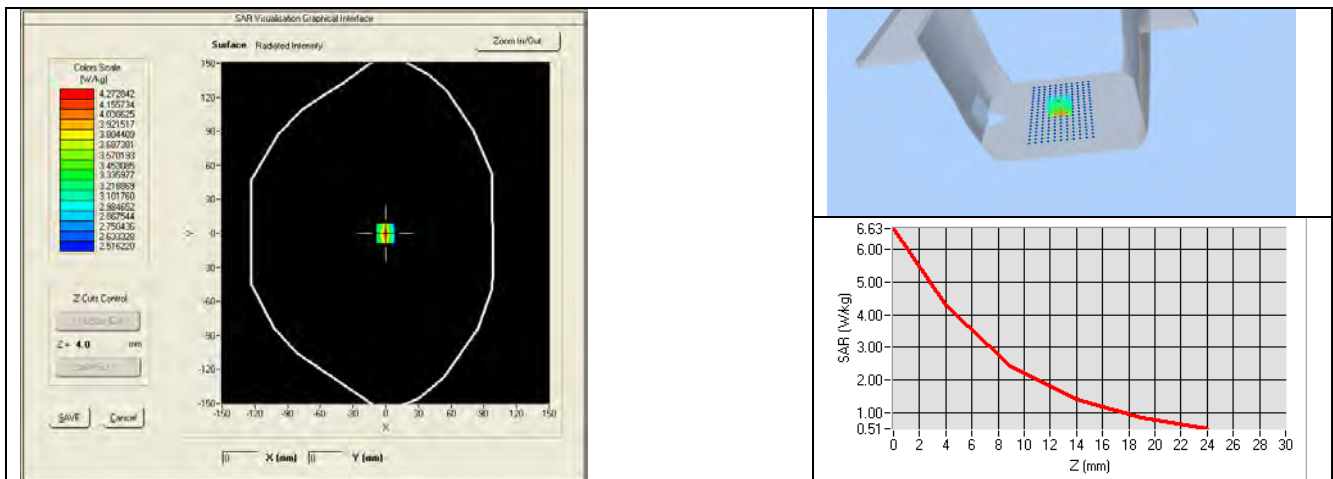 SAR Visualisation Graphical Interface
Surface Radiated Intensity
Zoom In/Out
Colors Scale
(W/kg)
4.272842
4.155734
4.038625
3.921517
3.804409
3.687301
3.570193
3.453085
3.335977
3.218869
3.101760
2.984652
2.867544
2.750436
2.633328
2.516220
150
120
90
60
30
0
-30
-60
-90
-120
-150
Y
-150 -120 -90 -60 -30 0 30 60 90 120 150
X
Z Cuts Control
Z = 4.0 mm
SAVE Cancel
0 X (mm) 0 Y (mm)
6.63
6.00
5.00
4.00
3.00
2.00
1.00
0.51
SAR (W/kg)
0 2 4 6 8 10 12 14 16 18 20 22 24 26 28 30
Z (mm)